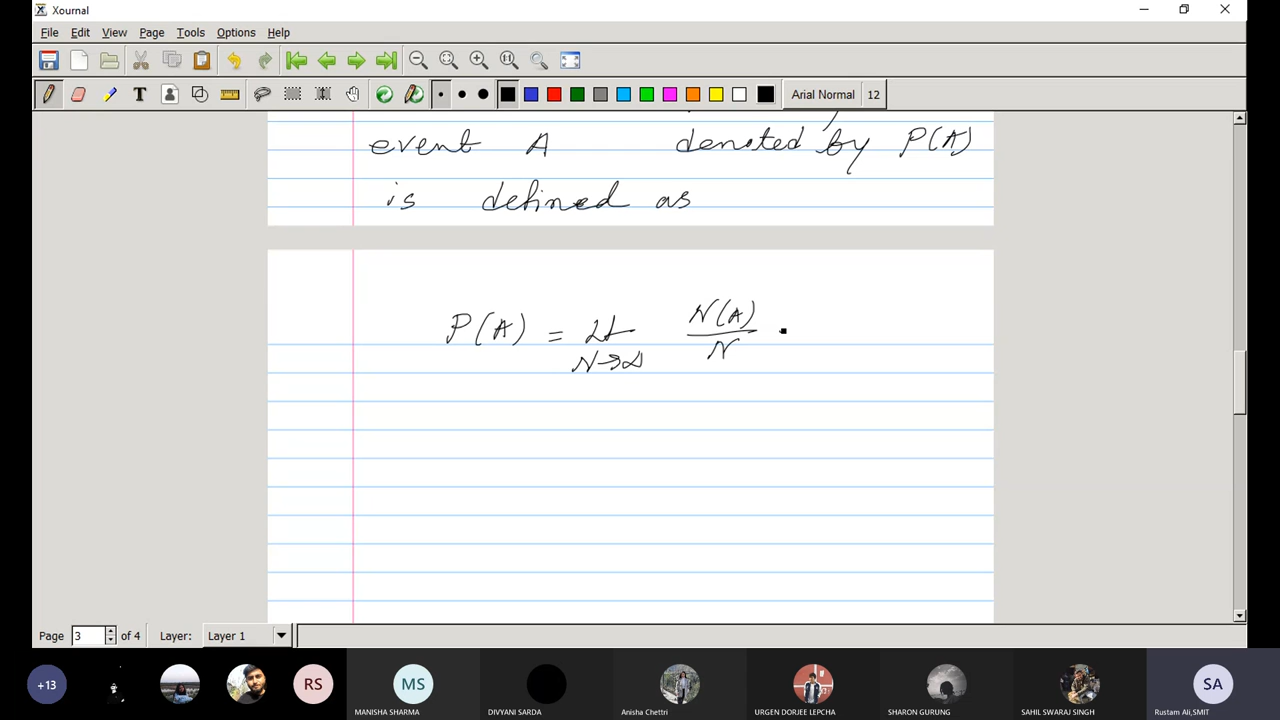 Xournal
File Edit View Page Tools Options Help
T Arial Normal 12
event A denoted by P(A)
is defined as
P(A) = Lt N→∞ N(A)/N
Page 3 of 4 Layer: Layer 1
+13 RS MS SA
MANISHA SHARMA DIVYANI SARDA Anisha Chettri URGEN DORJEE LEPCHA SHARON GURUNG SAHIL SWARAJ SINGH Rustam Ali,SMIT